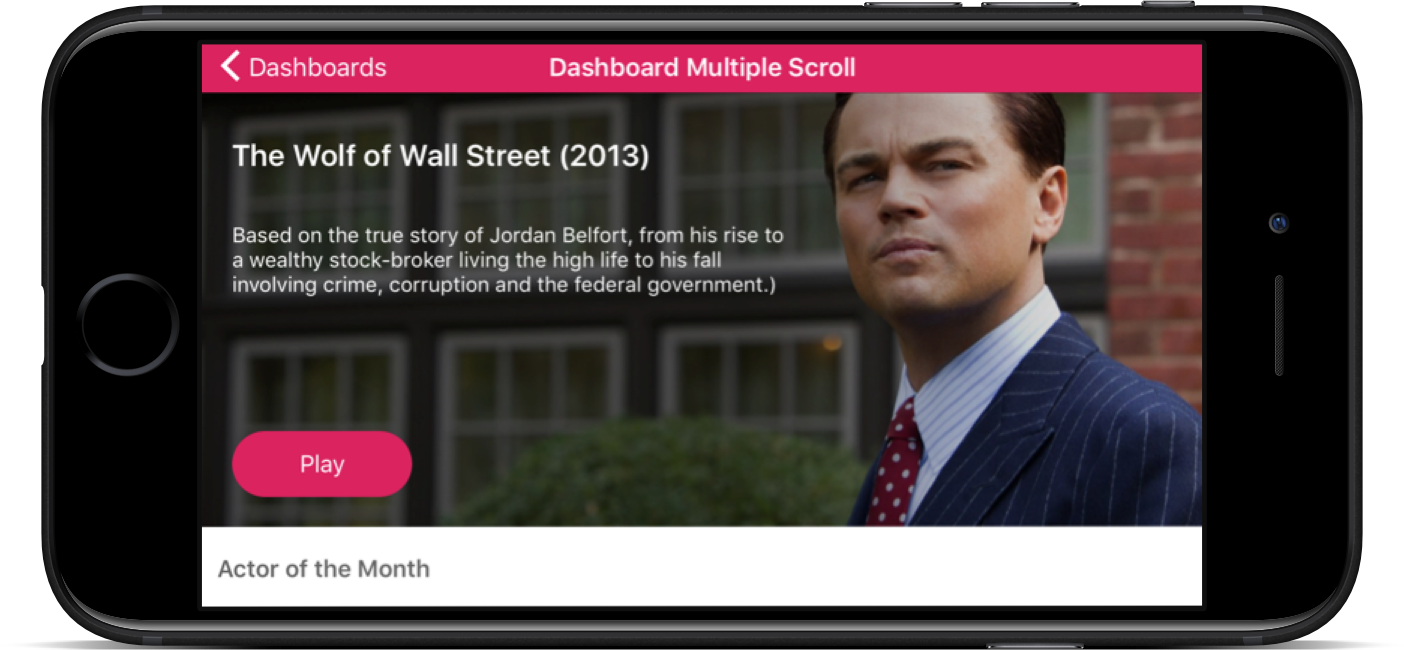 Dashboards
Dashboard Multiple Scroll
The Wolf of Wall Street (2013)
Based on the true story of Jordan Belfort, from his rise to
a wealthy stock-broker living the high life to his fall
involving crime, corruption and the federal government.)
Play
Actor of the Month